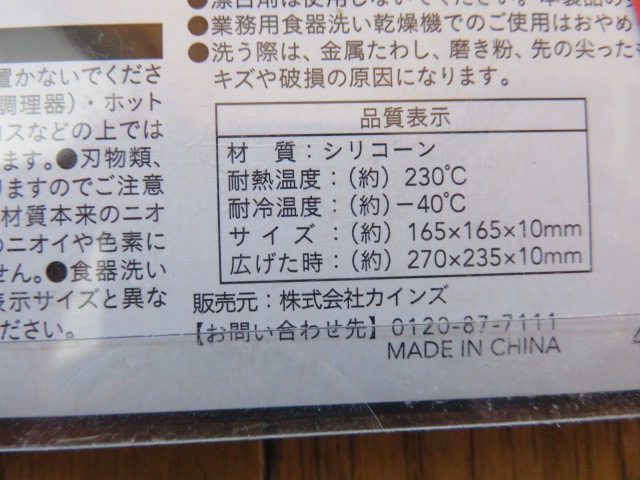 漂白剤は使用しないでください。本製品の
●業務用食器洗い乾燥機でのご使用はおやめ
●洗う際は、金属たわし、磨き粉、先の尖った
キズや破損の原因になります。
置かないでくださ
調理器)・ホット
コスなどの上では
ます。●刃物類、
りますのでご注意
材質本来のニオ
のニオイや色素に
せん。●食器洗い
表示サイズと異な
ださい。
品質表示
材 質：シリコーン
耐熱温度：(約) 230℃
耐冷温度：(約) −40℃
サ イ ズ：(約) 165×165×10mm
広げた時：(約) 270×235×10mm
販売元：株式会社カインズ
【お問い合わせ先】0120-87-7111
MADE IN CHINA